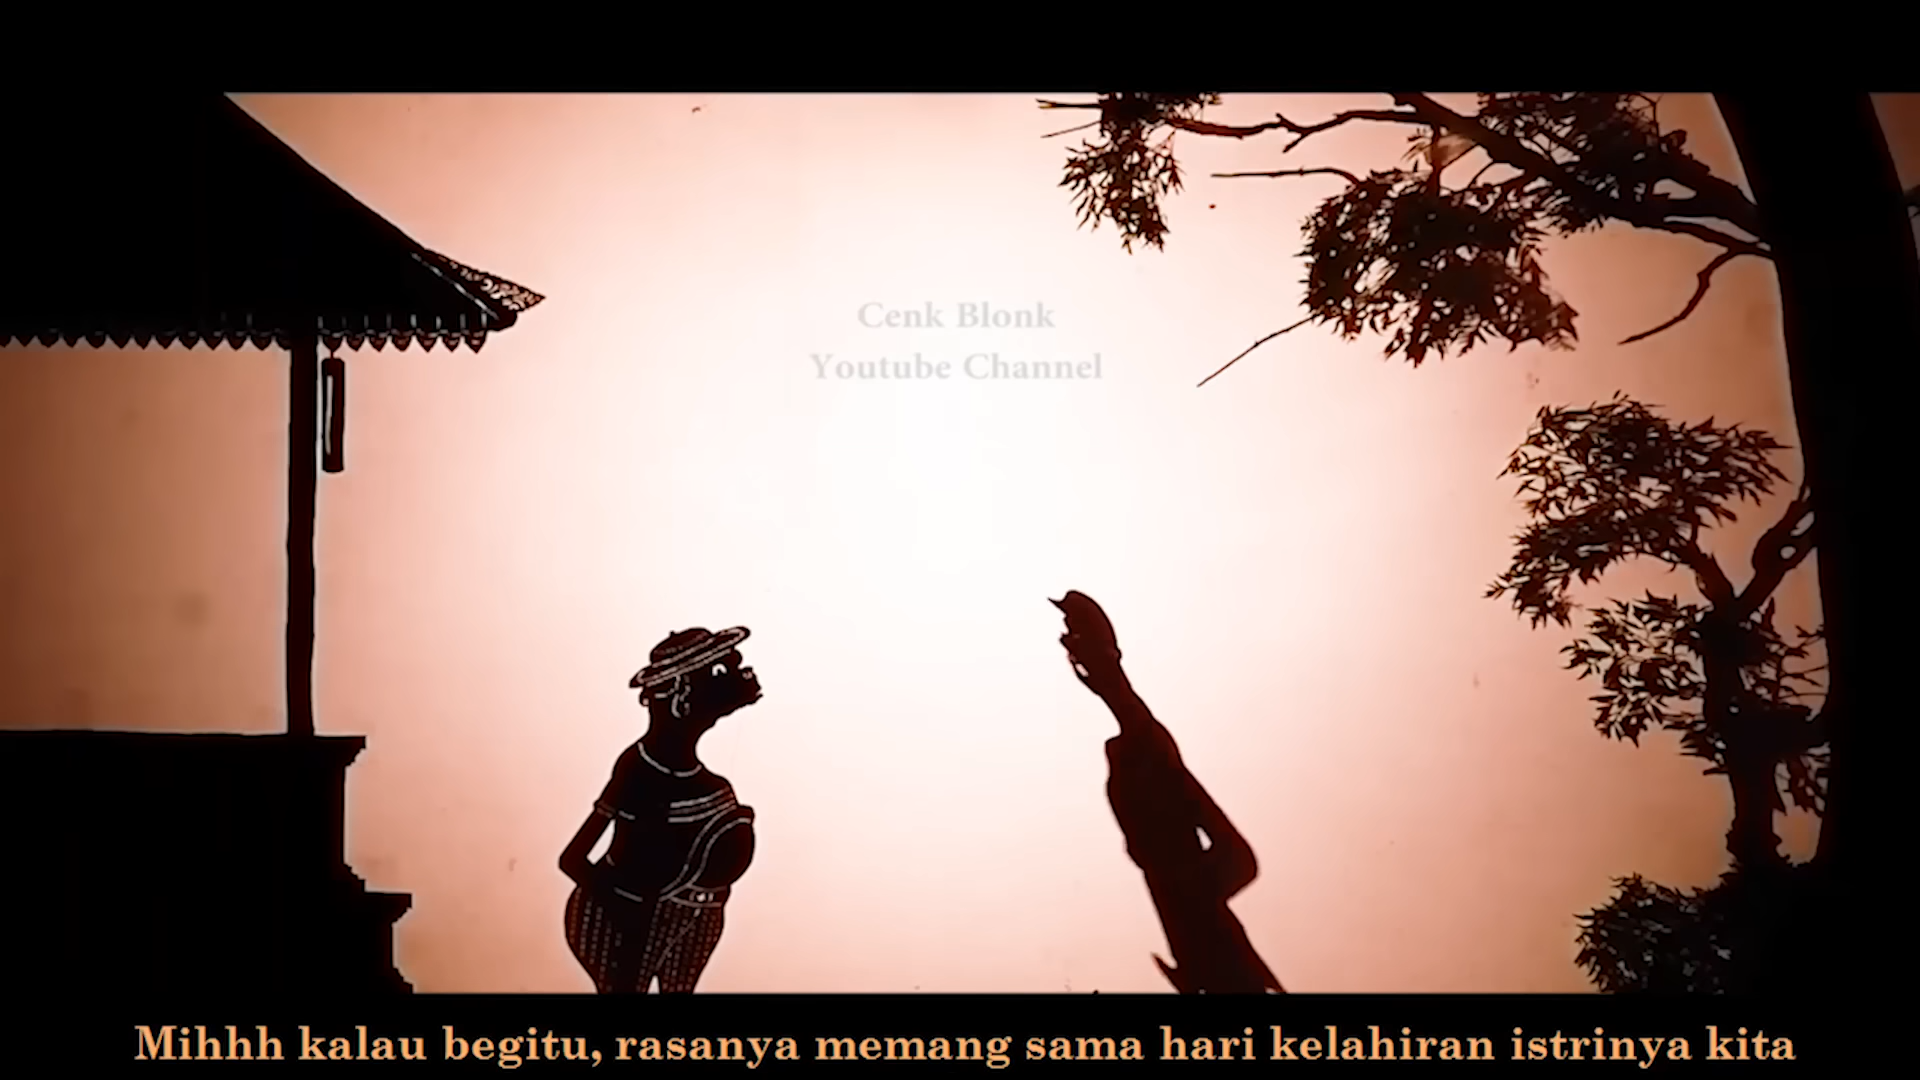 Cenk Blonk
Youtube Channel
Mihhh kalau begitu, rasanya memang sama hari kelahiran istrinya kita